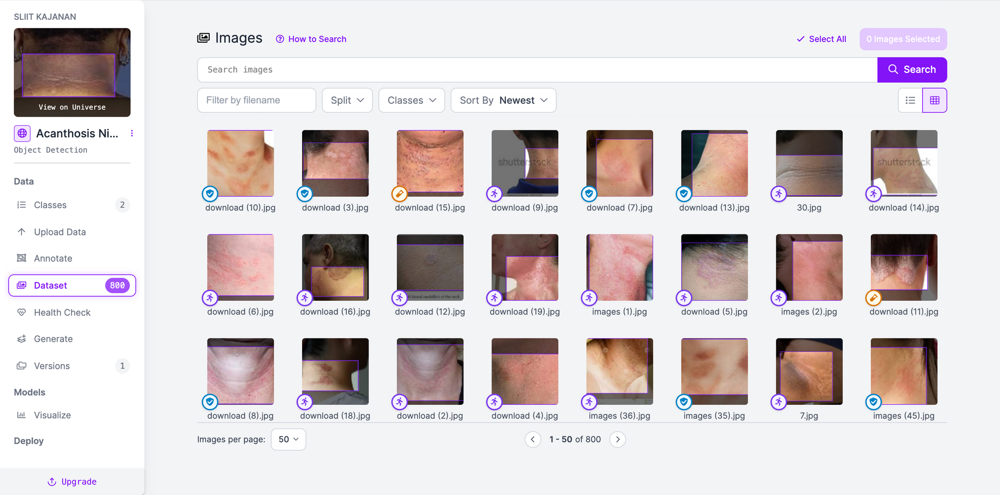 SLIIT KAJANAN
View on Universe
Acanthosis Ni...
Object Detection
Data
Classes 2
Upload Data
Annotate
Dataset 800
Health Check
Generate
Versions 1
Models
Visualize
Deploy
Upgrade
Images How to Search Select All 0 Images Selected
Search images Search
Filter by filename Split Classes Sort By Newest
shutterstock shutterstock
download (10).jpg download (3).jpg download (15).jpg download (9).jpg download (7).jpg download (13).jpg 30.jpg download (14).jpg
lateral medallion of the neck.
download (6).jpg download (16).jpg download (12).jpg download (19).jpg images (1).jpg download (5).jpg images (2).jpg download (11).jpg
download (8).jpg download (18).jpg download (2).jpg download (4).jpg images (36).jpg images (35).jpg 7.jpg images (45).jpg
Images per page: 50 1 - 50 of 800